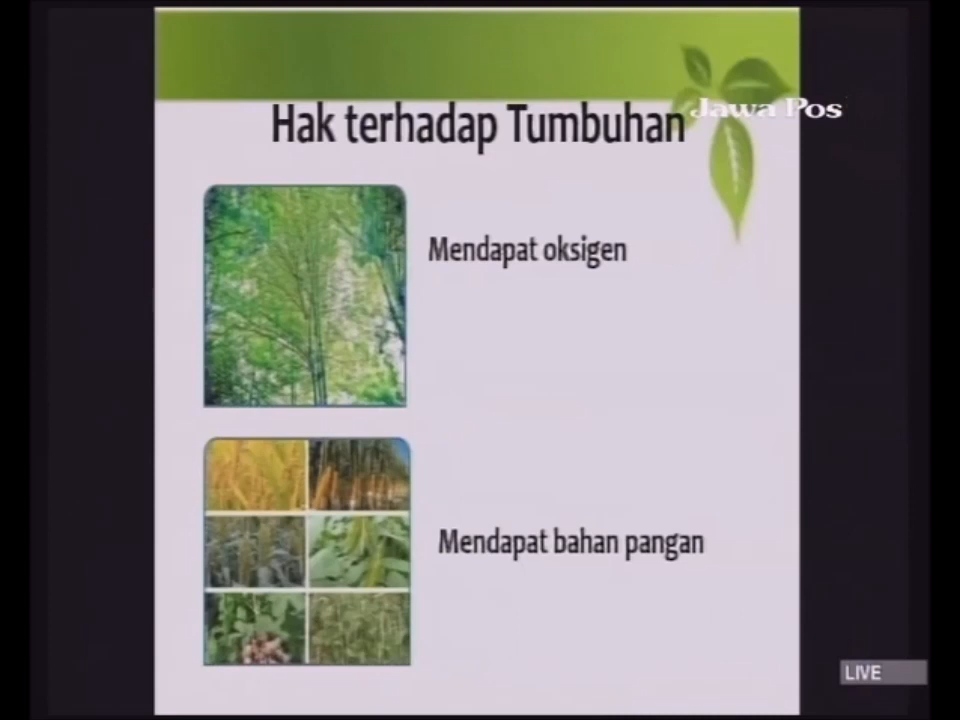 Jawa Pos
Hak terhadap Tumbuhan
Mendapat oksigen
Mendapat bahan pangan
LIVE